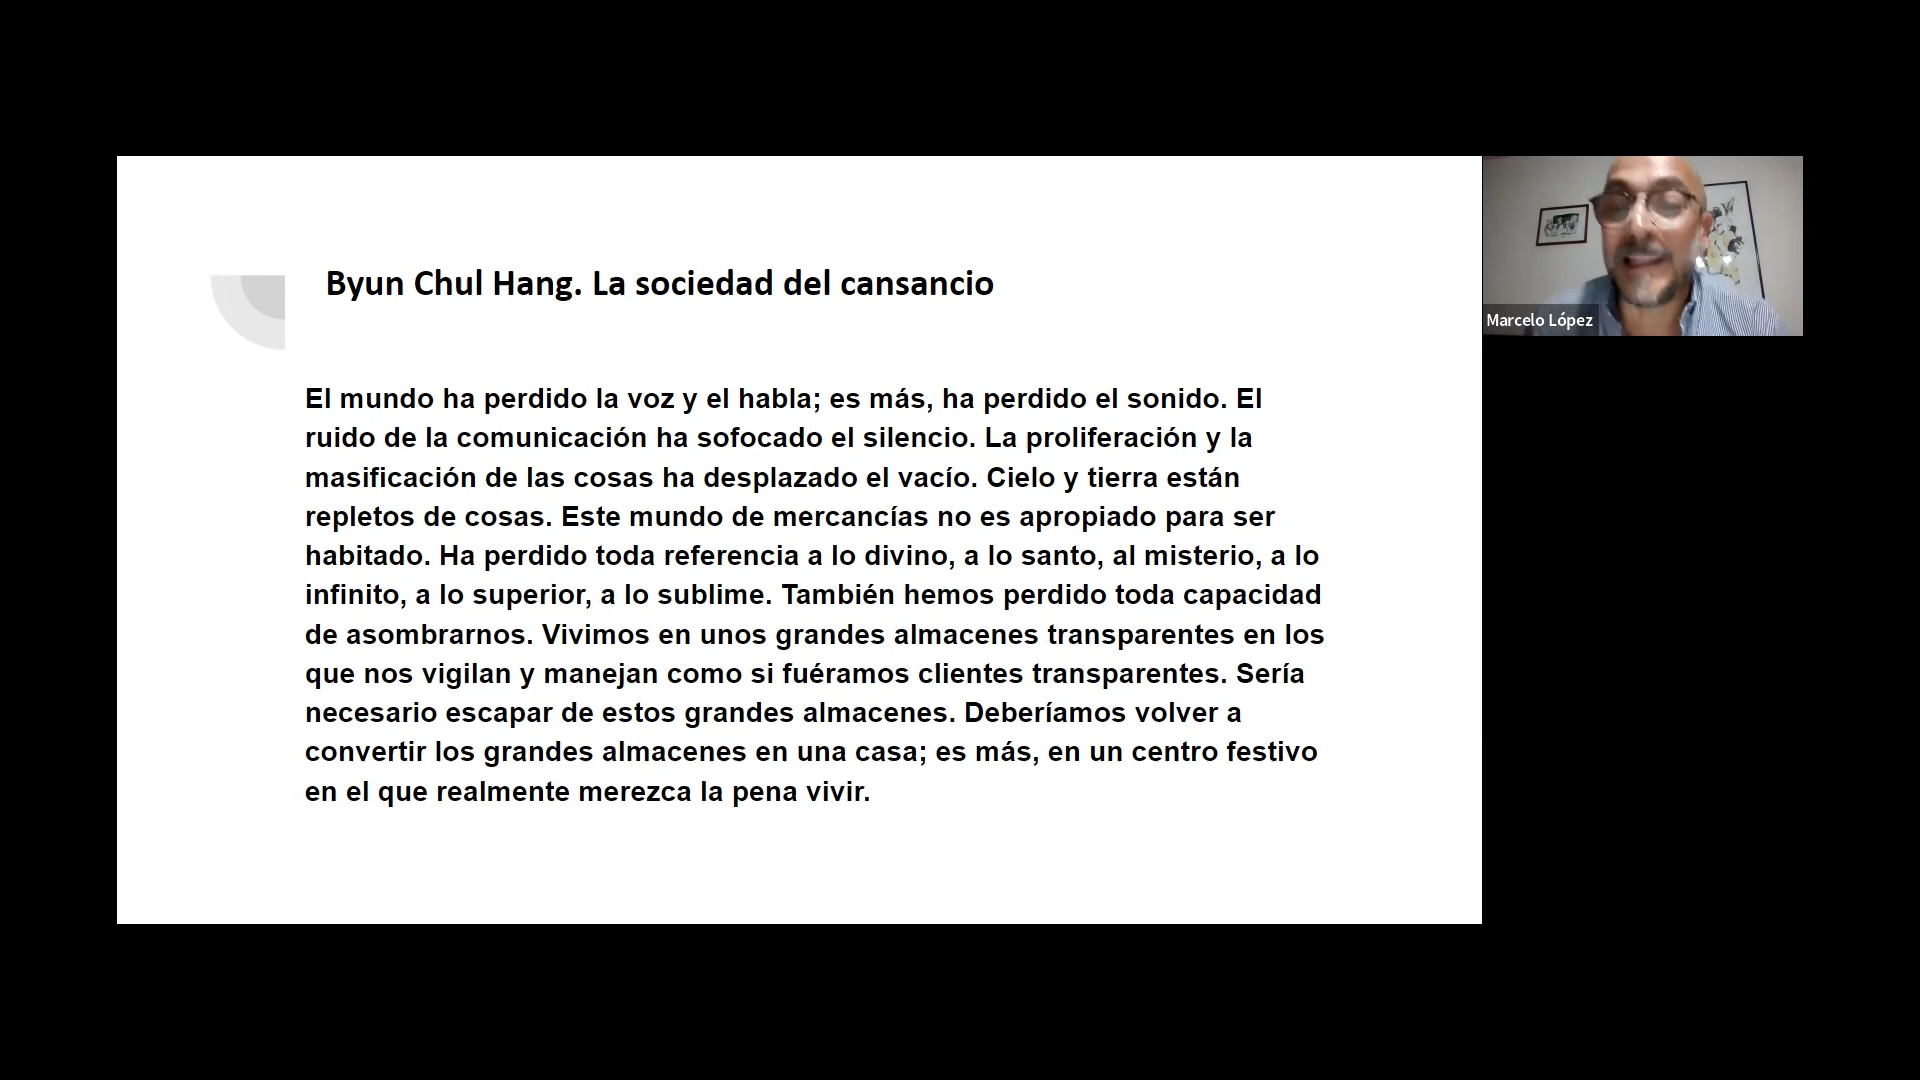 Byun Chul Hang. La sociedad del cansancio
El mundo ha perdido la voz y el habla; es más, ha perdido el sonido. El
ruido de la comunicación ha sofocado el silencio. La proliferación y la
masificación de las cosas ha desplazado el vacío. Cielo y tierra están
repletos de cosas. Este mundo de mercancías no es apropiado para ser
habitado. Ha perdido toda referencia a lo divino, a lo santo, al misterio, a lo
infinito, a lo superior, a lo sublime. También hemos perdido toda capacidad
de asombrarnos. Vivimos en unos grandes almacenes transparentes en los
que nos vigilan y manejan como si fuéramos clientes transparentes. Sería
necesario escapar de estos grandes almacenes. Deberíamos volver a
convertir los grandes almacenes en una casa; es más, en un centro festivo
en el que realmente merezca la pena vivir.
Marcelo López